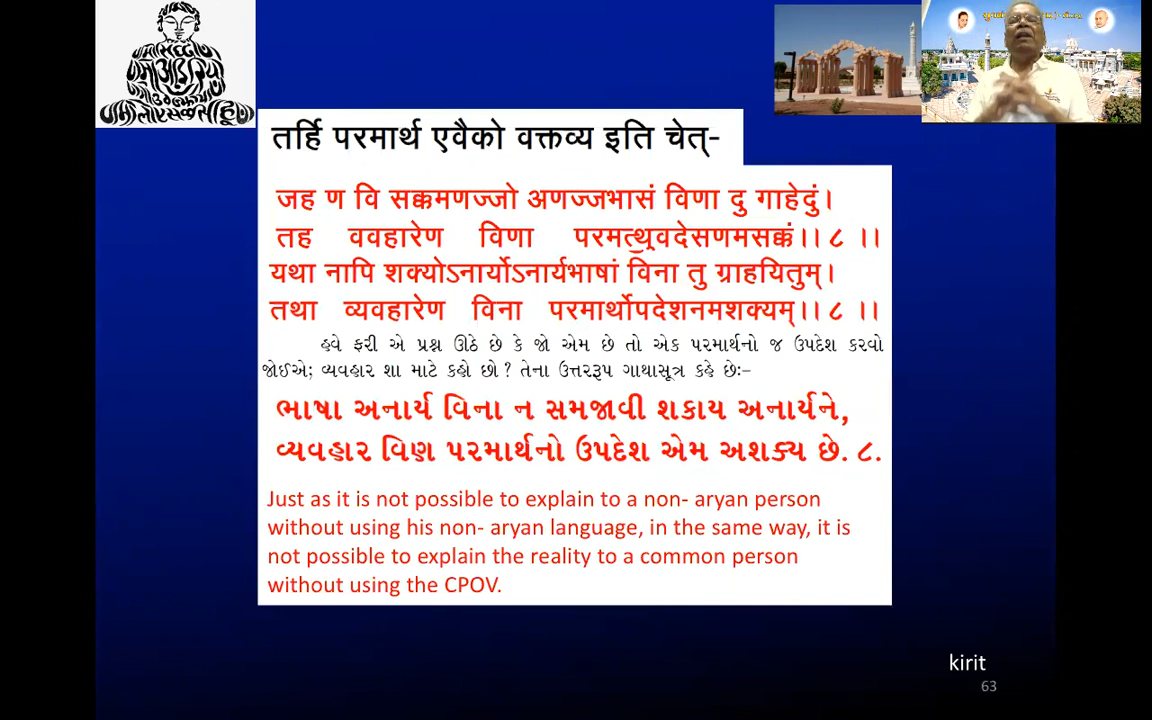 तर्हि परमार्थ एवैको वक्तव्य इति चेत्-
जह ण वि सक्कमणज्जो अणज्जभासं विणा दु गाहेदुं।
तह ववहारेण विणा परमत्थुवदेसणमसक्कं।। ८ ।।
यथा नापि शक्योऽनार्योऽनार्यभाषां विना तु ग्राहयितुम्।
तथा व्यवहारेण विना परमार्थोपदेशनमशक्यम्।। ८ ।।
હવે ફરી એ પ્રશ્ન ઊઠે છે કે જો એમ છે તો એક પરમાર્થનો જ ઉપદેશ કરવો
જોઈએ; વ્યવહાર શા માટે કહો છો? તેના ઉત્તરરૂપ ગાથાસૂત્ર કહે છેઃ-
ભાષા અનાર્ય વિના ન સમજાવી શકાય અનાર્યને,
વ્યવહાર વિણ પરમાર્થનો ઉપદેશ એમ અશક્ય છે. ૮.
Just as it is not possible to explain to a non- aryan person
without using his non- aryan language, in the same way, it is
not possible to explain the reality to a common person
without using the CPOV.
kirit
63